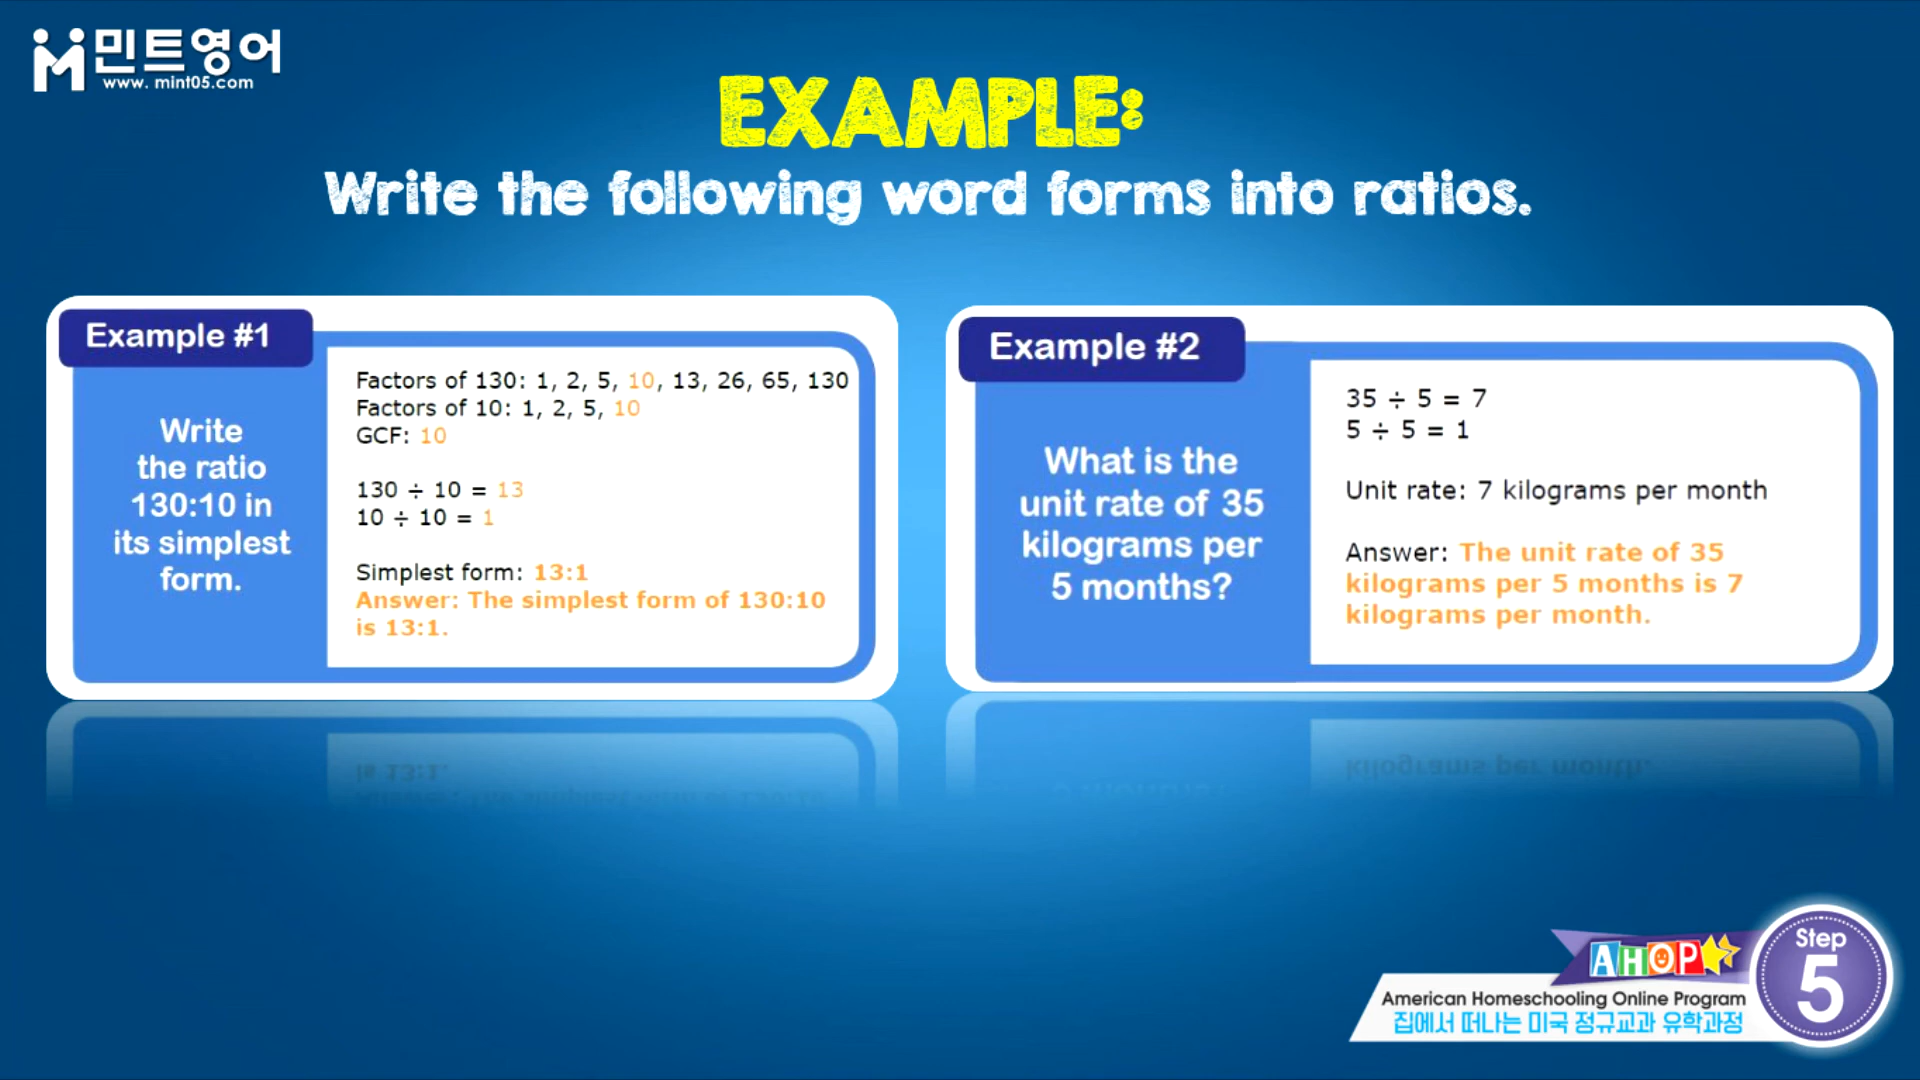 민트영어
www. mint05.com
EXAMPLE:
Write the following word forms into ratios.
Example #1
Write
the ratio
130:10 in
its simplest
form.
Factors of 130: 1, 2, 5, 10, 13, 26, 65, 130
Factors of 10: 1, 2, 5, 10
GCF: 10
130 ÷ 10 = 13
10 ÷ 10 = 1
Simplest form: 13:1
Answer: The simplest form of 130:10
is 13:1.
Example #2
What is the
unit rate of 35
kilograms per
5 months?
35 ÷ 5 = 7
5 ÷ 5 = 1
Unit rate: 7 kilograms per month
Answer: The unit rate of 35
kilograms per 5 months is 7
kilograms per month.
AHOP
Step
5
American Homeschooling Online Program
집에서 떠나는 미국 정규교과 유학과정